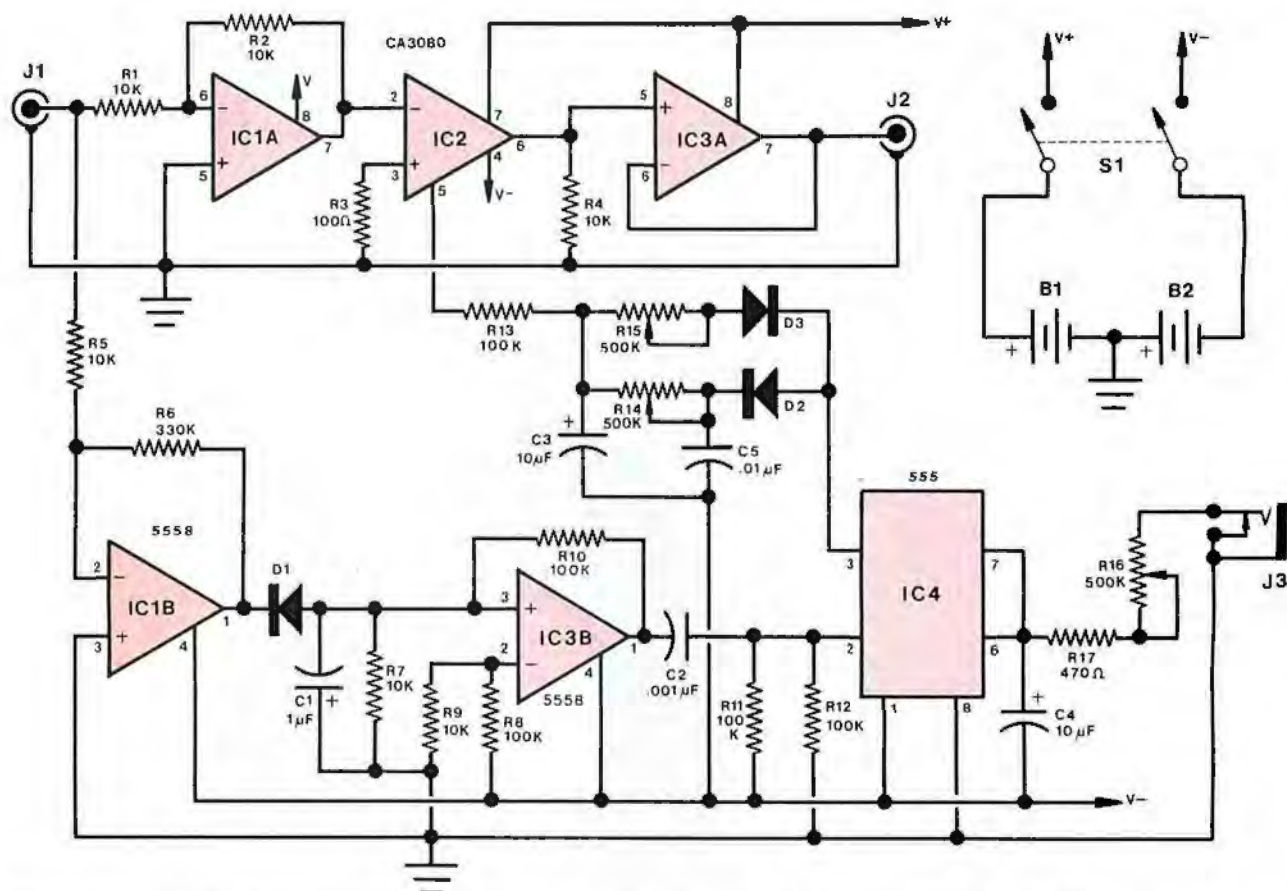 R2
10K
CA3080
V+
V+
V-
J1
R1
10K
V
6
-
8
IC1A
7
+
5
2
-
7
IC2
6
4
+
3
5
V-
R3
100Ω
R4
10K
5
+
8
IC3A
7
-
6
J2
S1
B1
B2
+
+
R5
10K
R13
100K
R15
500K
D3
R14
500K
D2
+
C3
10µF
C5
.01µF
R6
330K
5558
2
-
IC1B
1
+
3
4
D1
R10
100K
3
+
IC3B
1
2
-
4
5558
C1
1µF
+
R7
10K
R9
10K
R8
100K
C2
.001µF
R11
100
K
R12
100K
555
3
7
IC4
2
6
1
8
R16
500K
R17
470Ω
J3
+
C4
10µF
V-